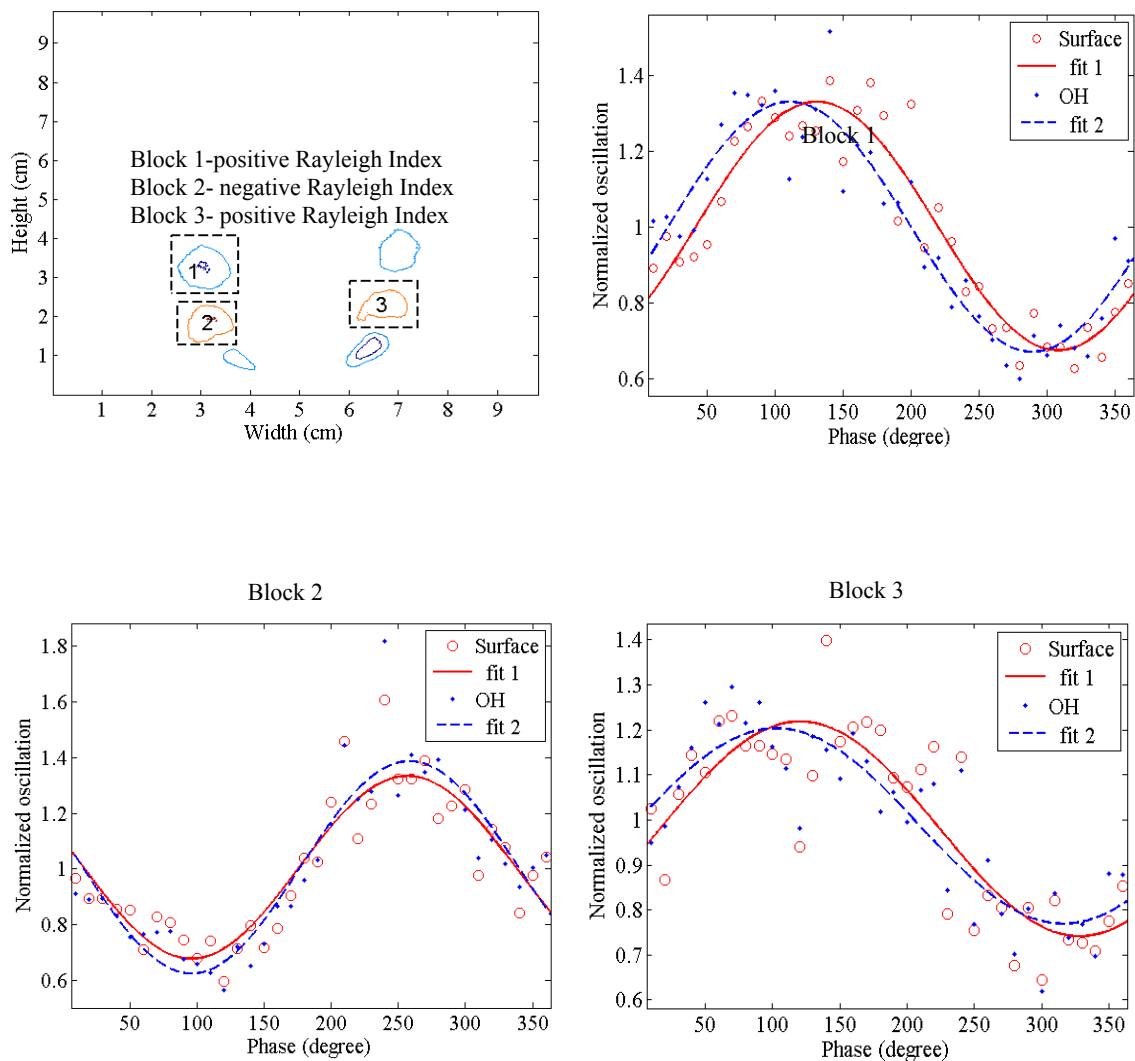 9
8
7
6
5
4
3
2
1
Height (cm)
Block 1-positive Rayleigh Index
Block 2- negative Rayleigh Index
Block 3- positive Rayleigh Index
1
2
3
1 2 3 4 5 6 7 8 9
Width (cm)
1.4
1.2
1
0.8
0.6
Normalized oscillation
Surface
fit 1
OH
fit 2
Block 1
50 100 150 200 250 300 350
Phase (degree)
Block 2
1.8
1.6
1.4
1.2
1
0.8
0.6
Normalized oscillation
Surface
fit 1
OH
fit 2
50 100 150 200 250 300 350
Phase (degree)
Block 3
1.4
1.3
1.2
1.1
1
0.9
0.8
0.7
0.6
Normalized oscillation
Surface
fit 1
OH
fit 2
50 100 150 200 250 300 350
Phase (degree)